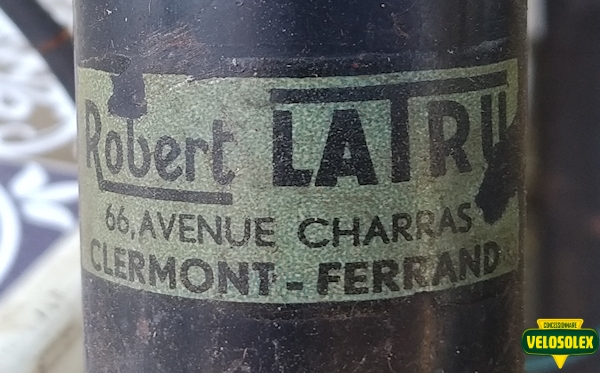 Robert LATRU
66, AVENUE CHARRAS
CLERMONT-FERRAND
CONCESSIONNAIRE
VELOSOLEX